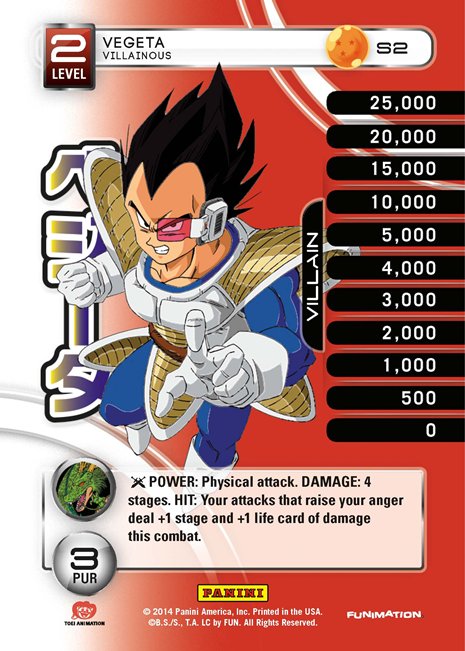 2
LEVEL
VEGETA
VILLAINOUS
S2
ベジータ
25,000
20,000
15,000
10,000
5,000
4,000
3,000
2,000
1,000
500
0
VILLAIN
POWER: Physical attack. DAMAGE: 4
stages. HIT: Your attacks that raise your anger
deal +1 stage and +1 life card of damage
this combat.
3
PUR
PANINI
TOEI ANIMATION
© 2014 Panini America, Inc. Printed in the USA.
©B.S./S., T.A. LC by FUN. All Rights Reserved.
FUNIMATION